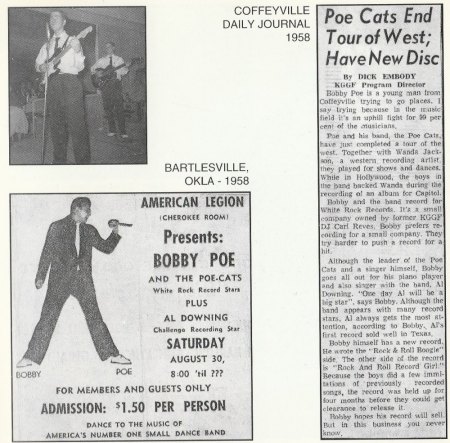 COFFEYVILLE
DAILY JOURNAL
1958
Poe Cats End
Tour of West;
Have New Disc
By DICK EMBODY
KGGF Program Director
Bobby Poe is a young man from
Coffeyville trying to go places. I
say trying because in the music
field it's an uphill fight for 99 per
cent of the musicians.
Poe and his band, the Poe Cats,
have just completed a tour of the
west. Together with Wanda Jack-
son, a western recording artist,
they played for shows and dances.
While in Hollywood, the boys in
the band backed Wanda during the
recording of an album for Capitol.
Bobby and the band record for
White Rock Records. It's a small
company owned by former KGGF
DJ Carl Reves. Bobby prefers re-
cording for a small company. They
try harder to push a record for a
hit.
Although the leader of the Poe
Cats and a singer himself, Bobby
goes all out for his piano player
and also singer with the band, Al
Downing. "One day Al will be a
big star", says Bobby. Although the
band appears with many record
stars, Al always gets the most at-
tention, according to Bobby. Al's
first record sold well in Texas.
Bobby himself has a new record.
He wrote the "Rock & Roll Boogie"
side. The other side of the record
is "Rock And Roll Record Girl."
Because the boys did a few immi-
tations of previously recorded
songs, the record was held up for
four months before they could get
clearance to release it.
Bobby hopes his record will sell.
But in this business you never
know.
BARTLESVILLE,
OKLA - 1958
AMERICAN LEGION
(CHEROKEE ROOM)
Presents:
BOBBY POE
AND THE POE-CATS
White Rock Record Stars
PLUS
AL DOWNING
Challenge Recording Star
SATURDAY
AUGUST 30,
8:00 'til ???
BOBBY POE
FOR MEMBERS AND GUESTS ONLY
ADMISSION: $1.50 PER PERSON
DANCE TO THE MUSIC OF
AMERICA'S NUMBER ONE SMALL DANCE BAND